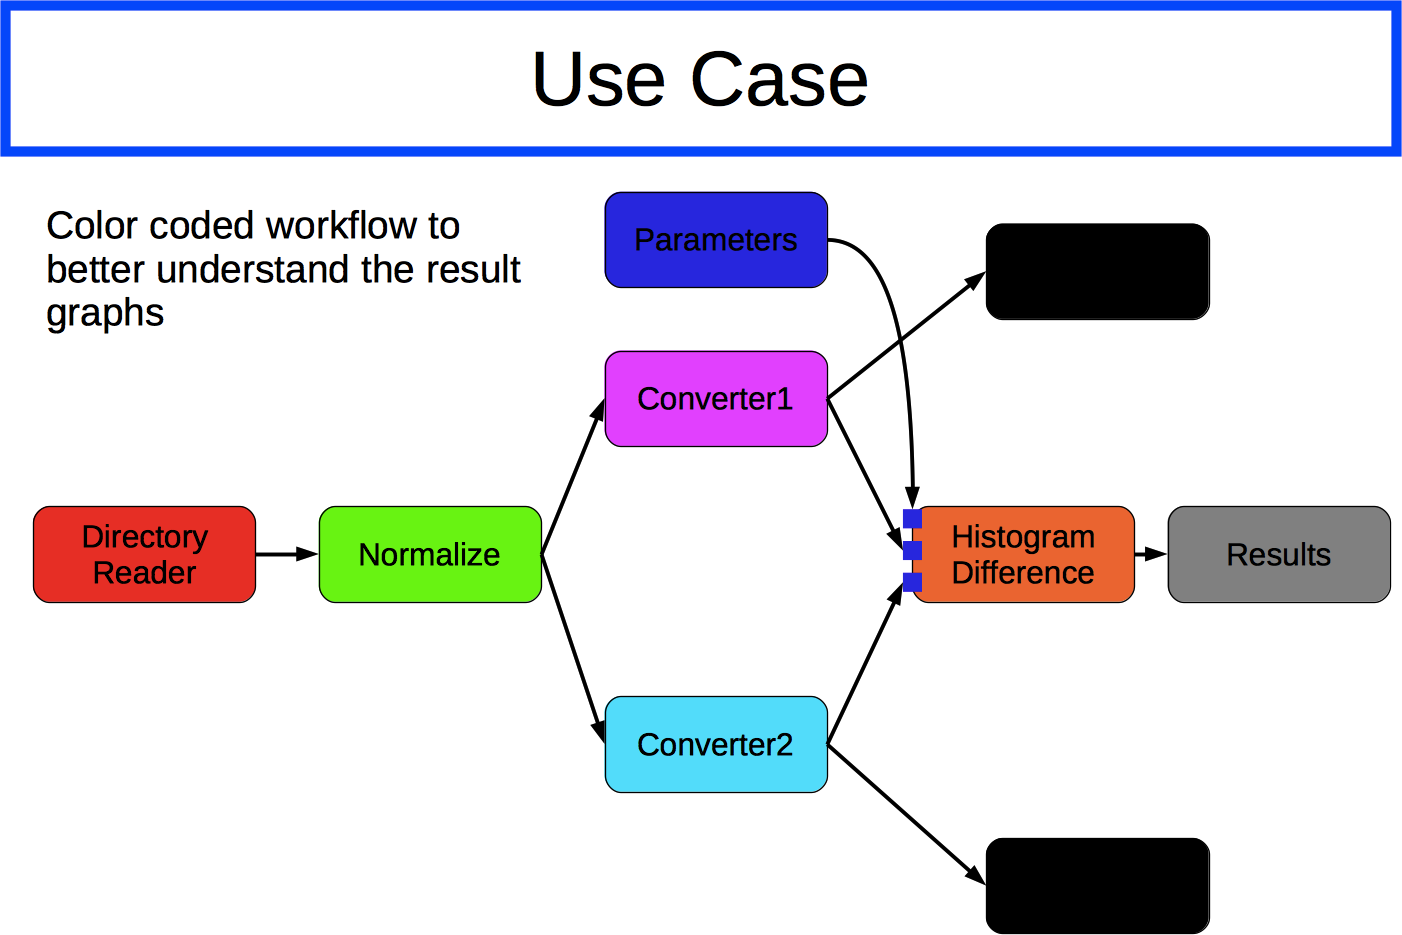 Use Case
Color coded workflow to
better understand the result
graphs
Parameters
Converter1
Directory
Reader
Normalize
Histogram
Difference
Results
Converter2